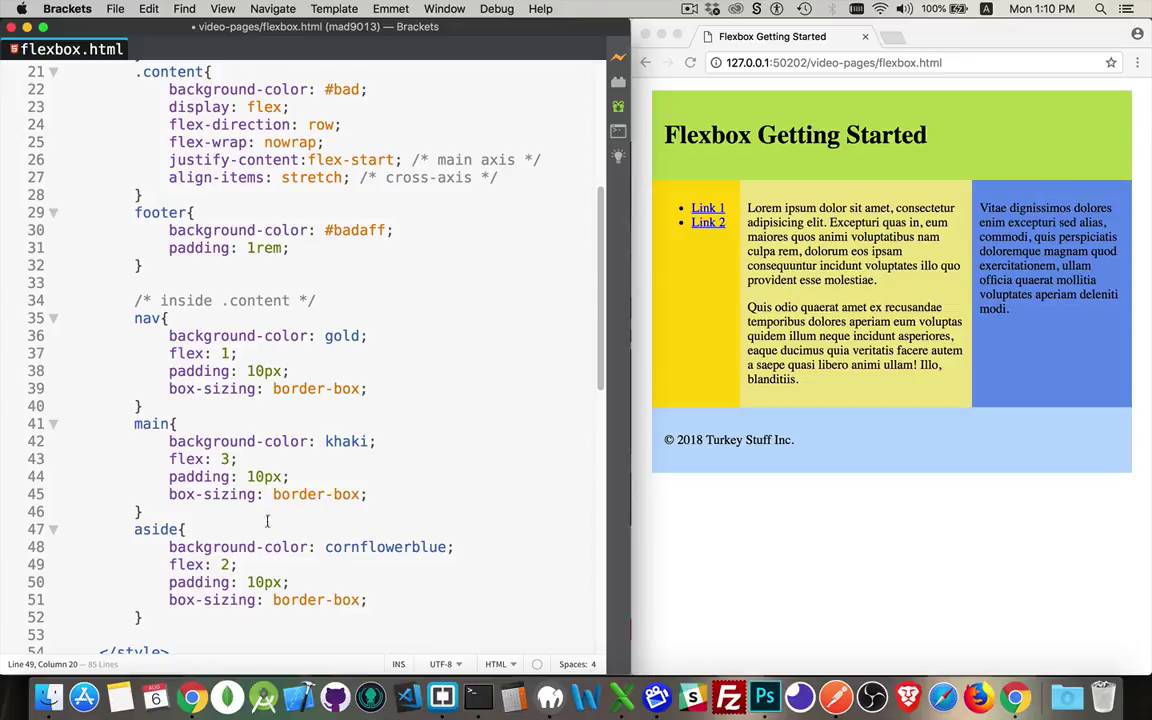 Brackets File Edit Find View Navigate Templates Emmet Window Debug Help 100% A Mon 1:10 PM
• video-pages/flexbox.html (mad9013) — Brackets
flexbox.html
21 .content{
22 background-color: #bad;
23 display: flex;
24 flex-direction: row;
25 flex-wrap: nowrap;
26 justify-content:flex-start; /* main axis */
27 align-items: stretch; /* cross-axis */
28 }
29 footer{
30 background-color: #badaff;
31 padding: 1rem;
32 }
33
34 /* inside .content */
35 nav{
36 background-color: gold;
37 flex: 1;
38 padding: 10px;
39 box-sizing: border-box;
40 }
41 main{
42 background-color: khaki;
43 flex: 3;
44 padding: 10px;
45 box-sizing: border-box;
46 }
47 aside{
48 background-color: cornflowerblue;
49 flex: 2;
50 padding: 10px;
51 box-sizing: border-box;
52 }
53
54 </style>
Line 49, Column 20 — 85 Lines INS UTF-8 HTML Spaces: 4
Flexbox Getting Started
127.0.0.1:50202/video-pages/flexbox.html
Flexbox Getting Started
Link 1
Link 2
Lorem ipsum dolor sit amet, consectetur
adipisicing elit. Excepturi quas in, eum
maiores quos animi voluptatibus nam
culpa rem, dolorum eos ipsam
consequuntur incidunt voluptates illo quo
provident esse molestiae.
Quis odio quaerat amet ex recusandae
temporibus dolores aperiam eum voluptas
quidem illum neque incidunt asperiores,
eaque ducimus quia veritatis facere autem
a saepe quasi libero animi ullam! Illo,
blanditiis.
Vitae dignissimos dolores
enim excepturi sed alias,
commodi, quis perspiciatis
doloremque magnam quod
exercitationem, ullam
officia quaerat mollitia
voluptates aperiam deleniti
modi.
© 2018 Turkey Stuff Inc.